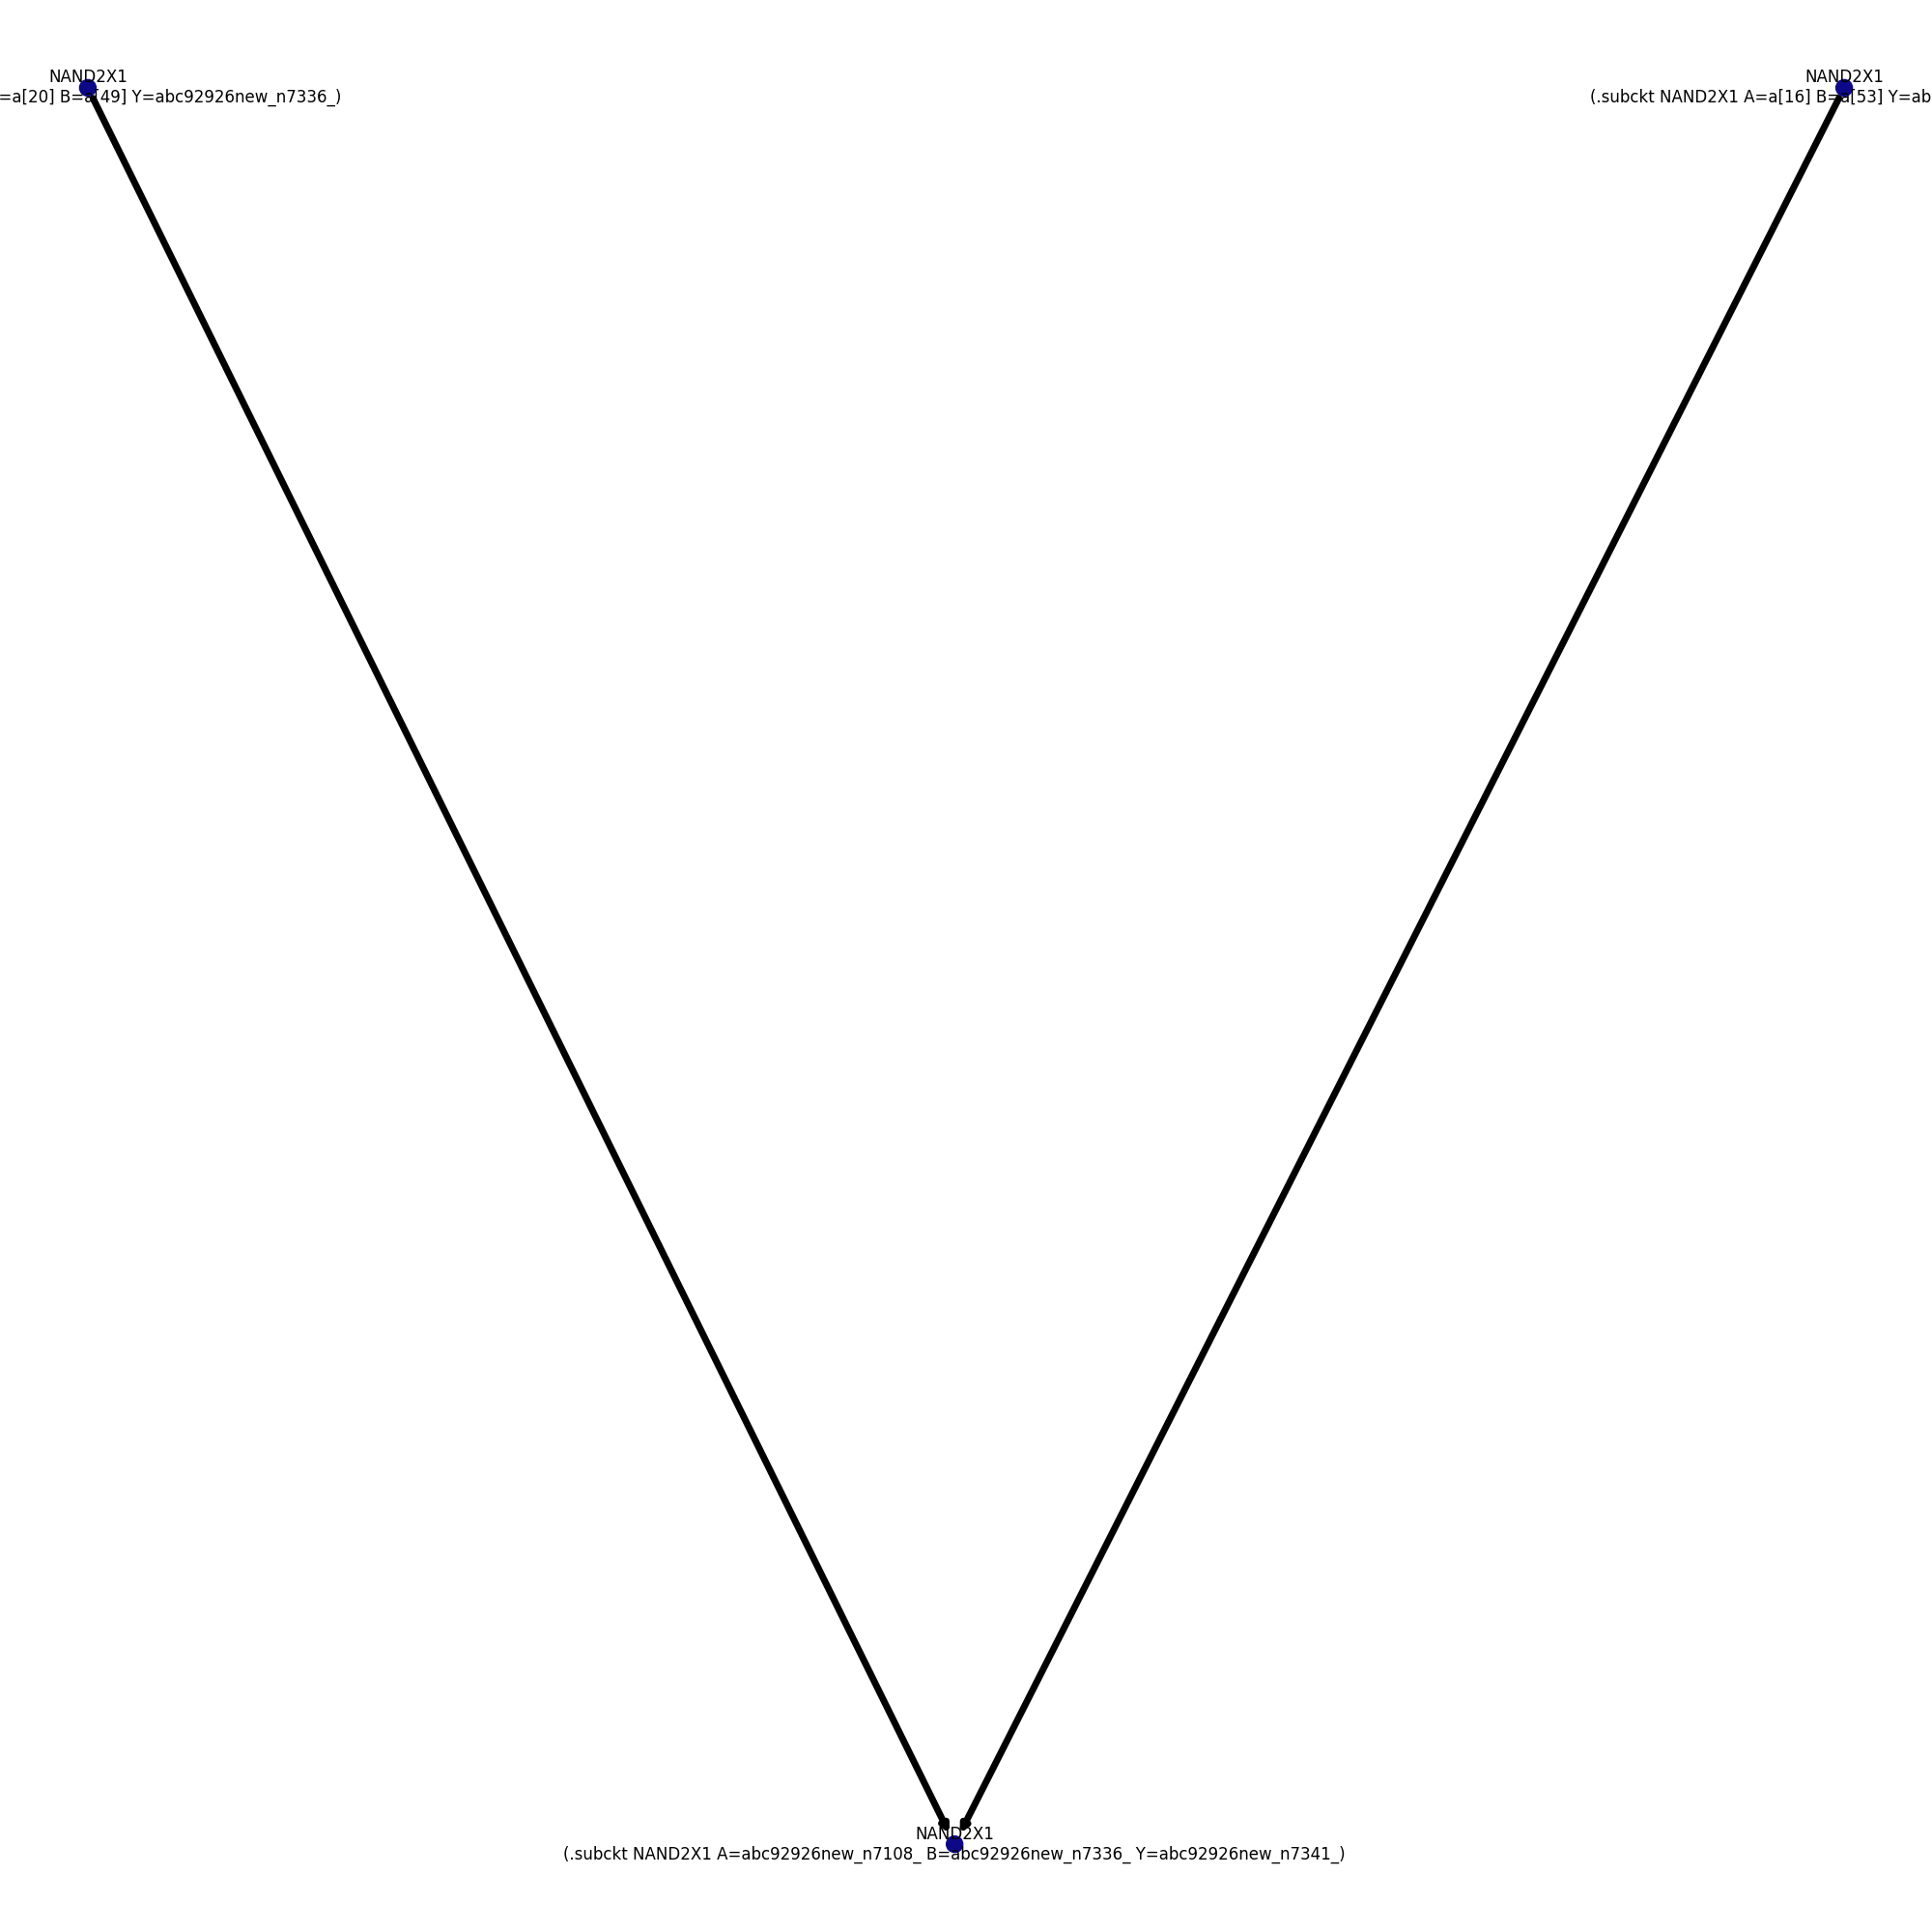 NAND2X1
=a[20] B=a[49] Y=abc92926new_n7336_)
NAND2X1
(.subckt NAND2X1 A=a[16] B=a[53] Y=ab
NAND2X1
(.subckt NAND2X1 A=abc92926new_n7108_ B=abc92926new_n7336_ Y=abc92926new_n7341_)